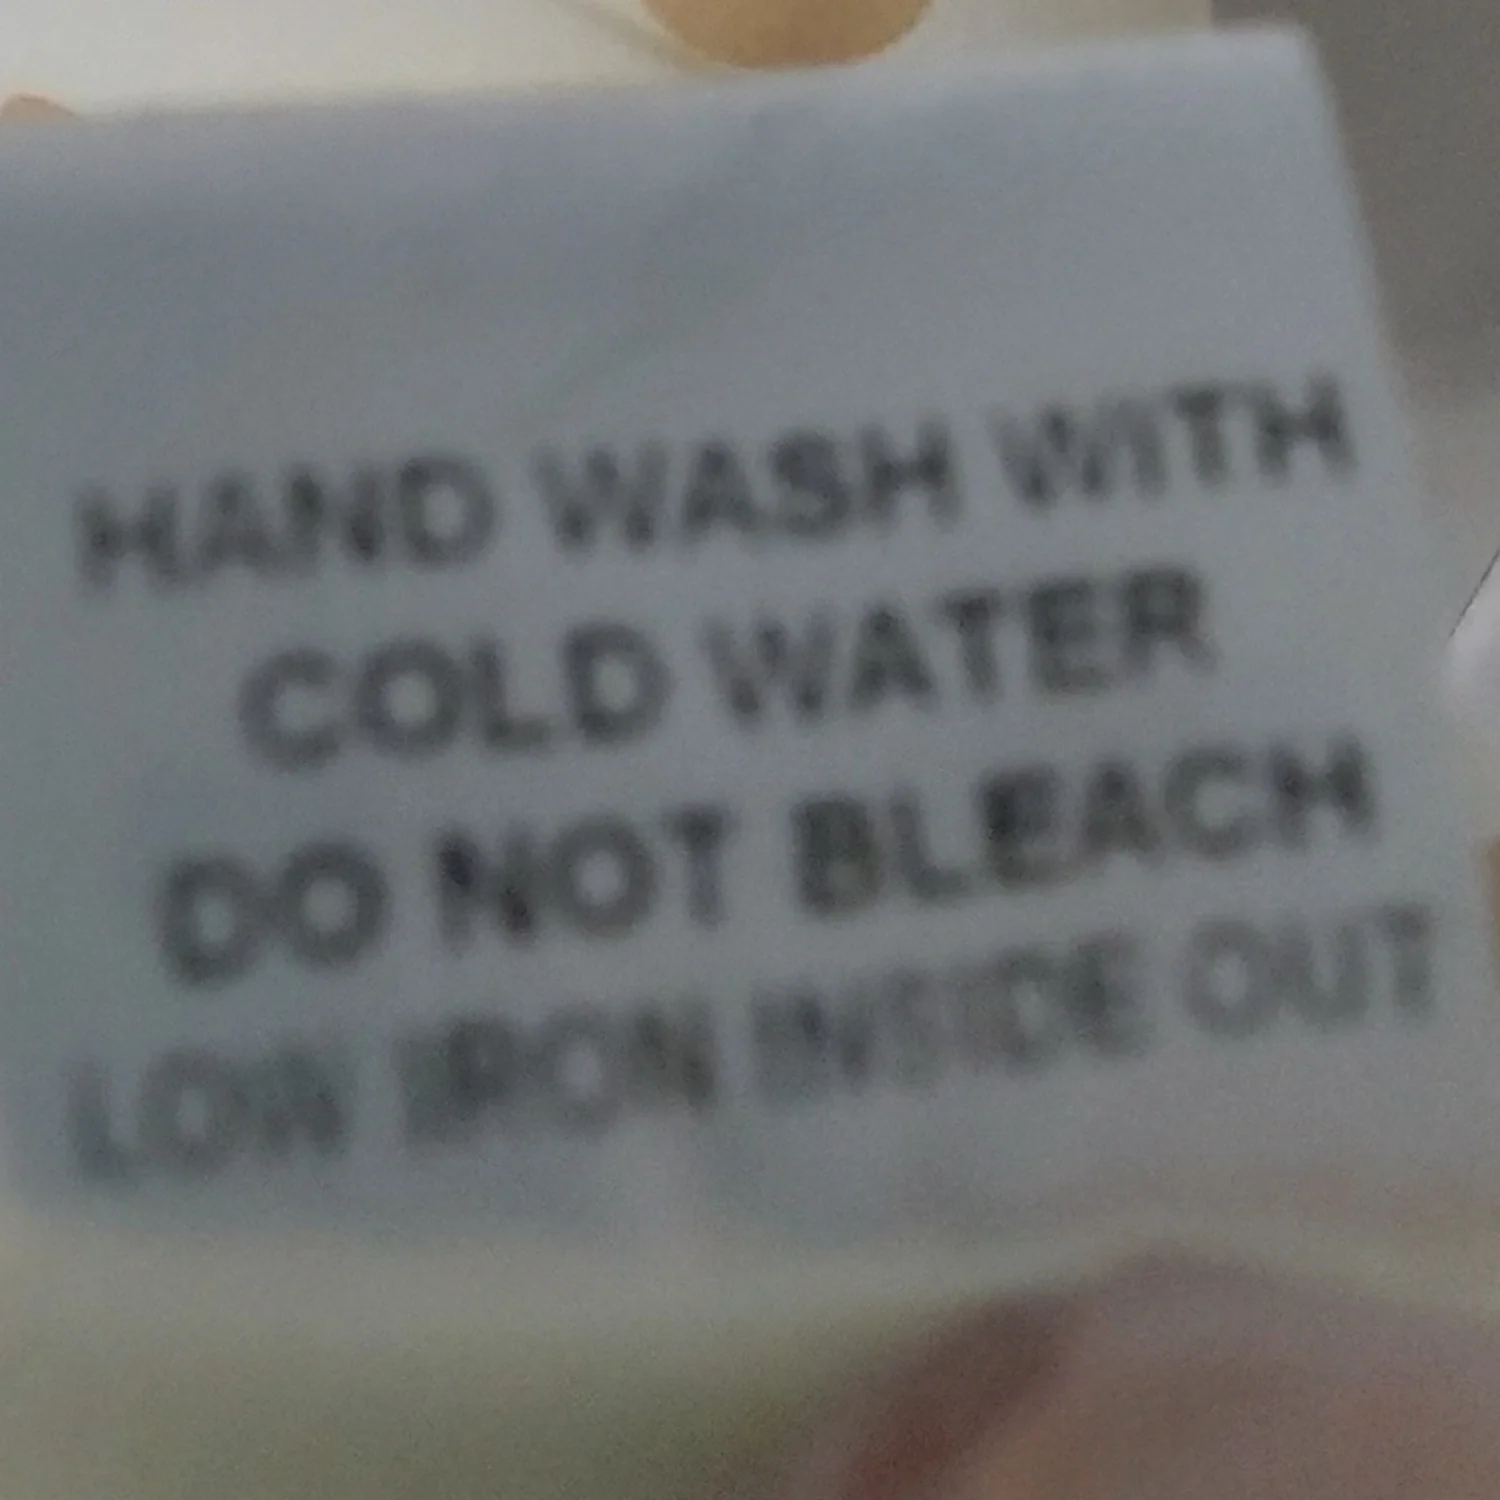 HAND WASH WITH
COLD WATER
DO NOT BLEACH
LOW IRON INSIDE OUT